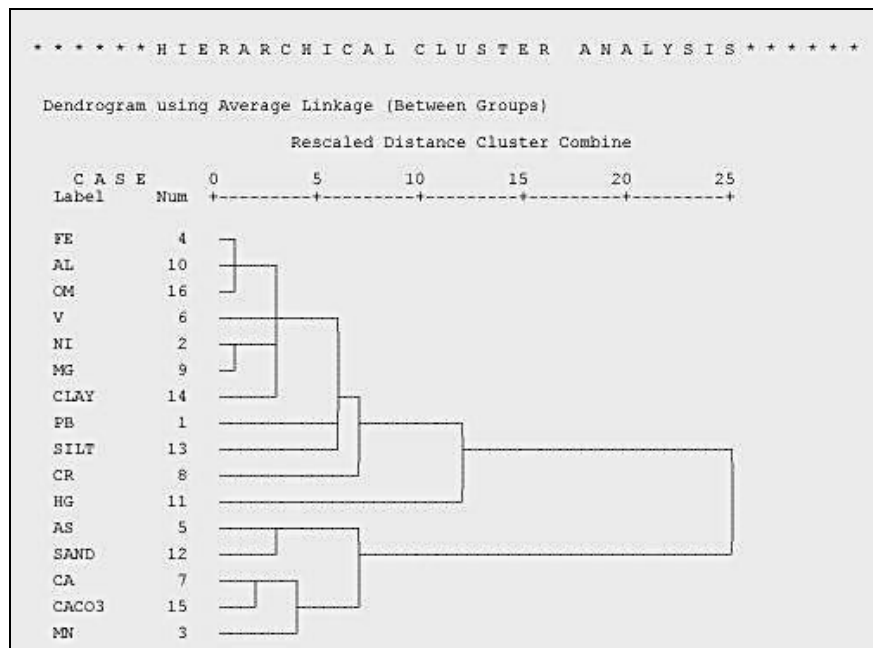 * * * * * * H I E R A R C H I C A L C L U S T E R A N A L Y S I S * * * * * *
Dendrogram using Average Linkage (Between Groups)
Rescaled Distance Cluster Combine
C A S E 0 5 10 15 20 25
Label Num +---------+---------+---------+---------+---------+
FE 4
AL 10
OM 16
V 6
NI 2
MG 9
CLAY 14
PB 1
SILT 13
CR 8
HG 11
AS 5
SAND 12
CA 7
CACO3 15
MN 3